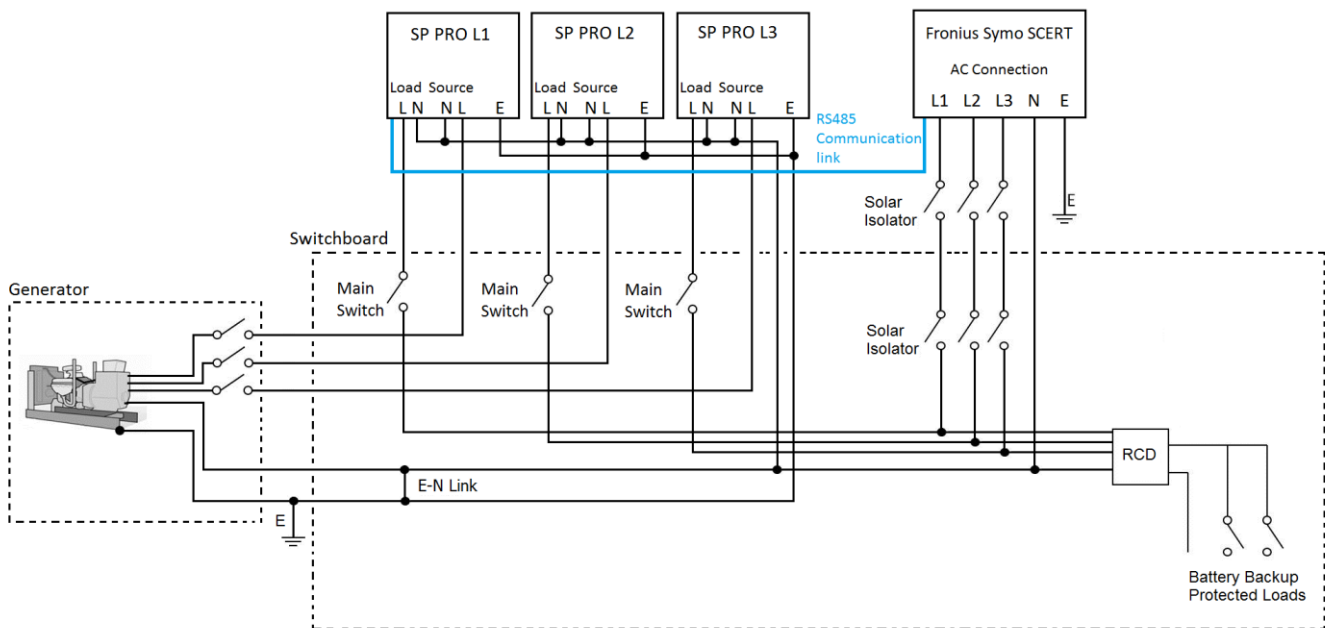 SP PRO L1
Load Source
L N N L E
SP PRO L2
Load Source
L N N L E
SP PRO L3
Load Source
L N N L E
Fronius Symo SCERT
AC Connection
L1 L2 L3 N E
RS485
Communication
link
Solar
Isolator
E
Switchboard
Generator
Main
Switch
Main
Switch
Main
Switch
Solar
Isolator
RCD
E-N Link
E
Battery Backup
Protected Loads